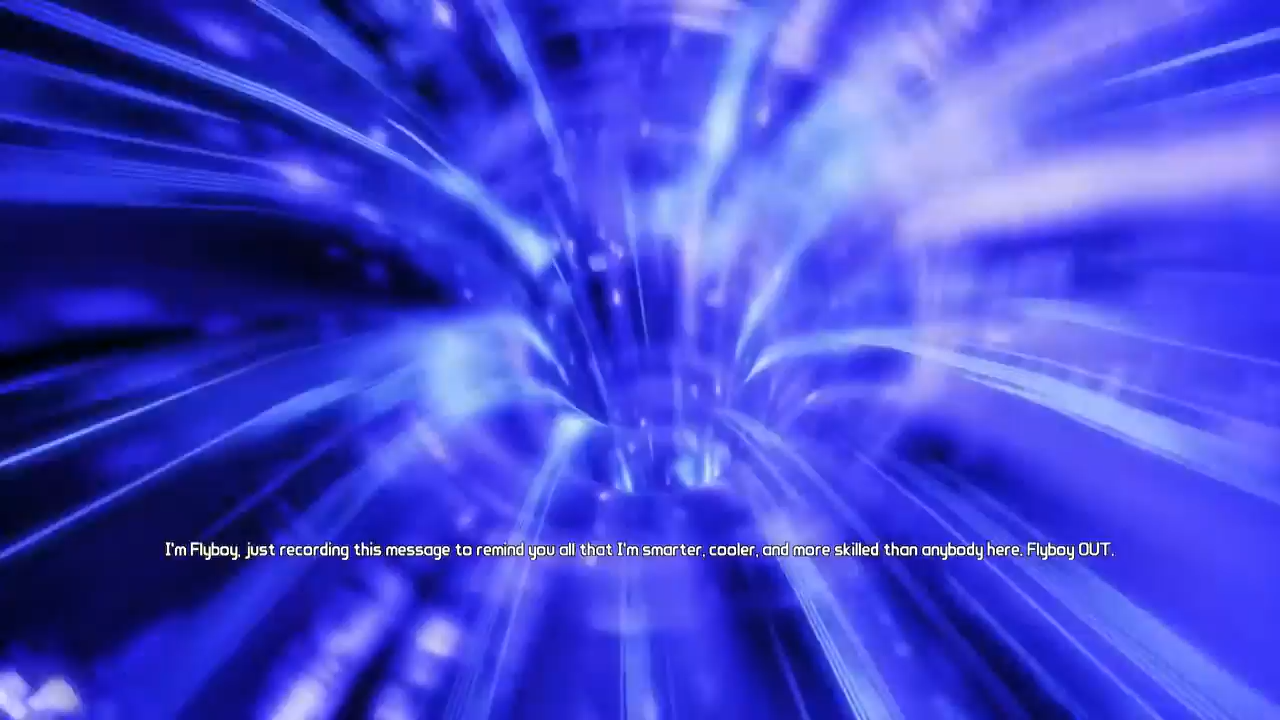 I'm Flyboy, just recording this message to remind you all that I'm smarter, cooler, and more skilled than anybody here. Flyboy OUT.